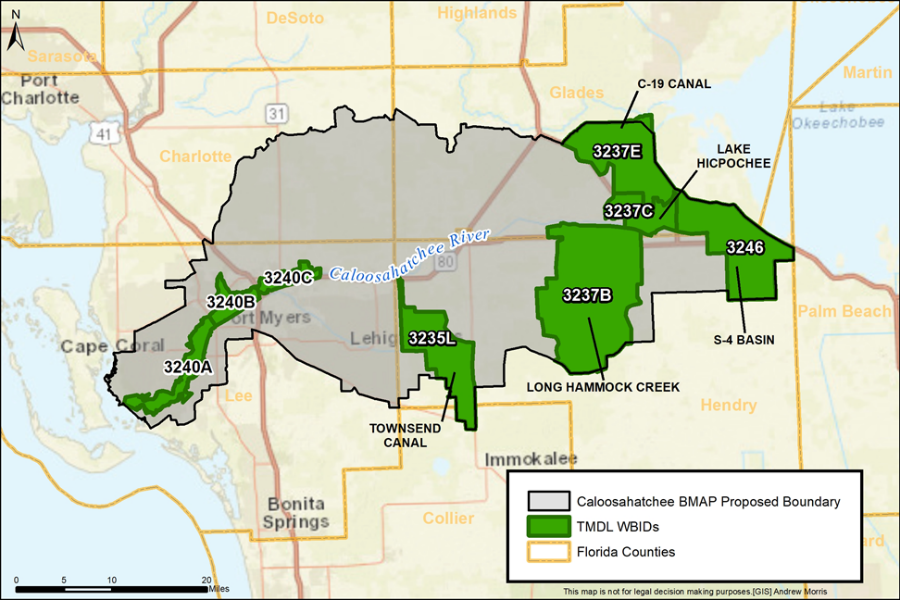 N
DeSoto
Highlands
Sarasota
Port
Charlotte
Martin
Glades
C-19 CANAL
31
41
Lake
Okeechobee
LAKE
HICPOCHEE
Charlotte
3237E
3237C
Caloosahatchee River
80
3246
3240C
3240B
3237B
ort Myers
Palm Beach
3235L
Lehig
s
S-4 BASIN
Cape Coral
3240A
LONG HAMMOCK CREEK
Lee
Hendry
TOWNSEND
CANAL
Immokalee
Bonita
Springs
Collier
Caloosahatchee BMAP Proposed Boundary
TMDL WBIDs
Florida Counties
ard
0 5 10 20
Miles
This map is not for legal decision making purposes.[GIS] Andrew Morris